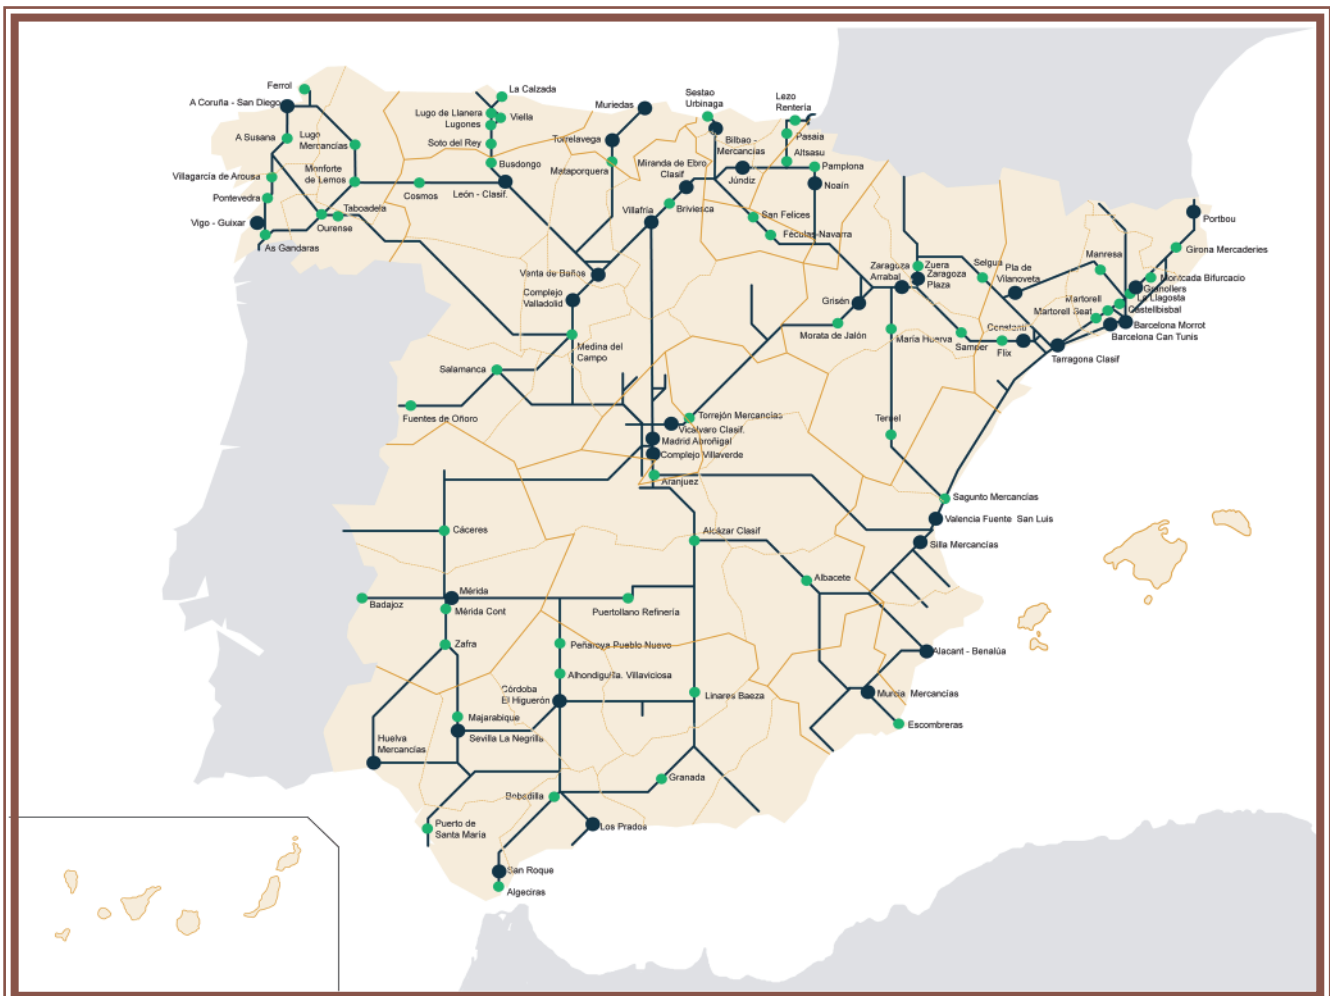 Ferrol
La Calzada
A Coruña - San Diego
Muriedas
Sestao
Urbinaga
Lezo
Rentería
Lugo de Llanera
Viella
Lugones
A Susana
Lugo
Mercancías
Soto del Rey
Torrelavega
Bilbao -
Mercancías
Pasaia
Altsasu
Busdongo
Mataporquera
Miranda de Ebro
Clasif
Pamplona
Villagarcía de Arousa
Monforte
de Lemos
Cosmos
León - Clasif.
Júndiz
Noaín
Pontevedra
Taboadela
Villafría
Briviesca
San Felices
Portbou
Vigo - Guixar
Ourense
Féculas-Navarra
As Gandaras
Girona Mercaderies
Manresa
Venta de Baños
Zaragoza
Arrabal
Zuera
Zaragoza
Plaza
Selgua
Pla de
Vilanoveta
Montcada Bifurcacio
Granollers
La Llagosta
Complejo
Valladolid
Grisén
Martorell
Castellbisbal
Martorell Seat
Barcelona Morrot
Barcelona Can Tunis
Morata de Jalón
María Huerva
Constantí
Samper
Flix
Tarragona Clasif
Medina del
Campo
Salamanca
Fuentes de Oñoro
Torrejón Mercancías
Vicálvaro Clasif.
Teruel
Madrid Abroñigal
Complejo Villaverde
Aranjuez
Sagunto Mercancías
Valencia Fuente San Luis
Cáceres
Alcázar Clasif
Silla Mercancías
Albacete
Mérida
Badajoz
Mérida Cont
Puertollano Refinería
Zafra
Peñaroya Pueblo Nuevo
Alacant - Benalúa
Alhondiguilla. Villaviciosa
Córdoba
El Higuerón
Linares Baeza
Murcia Mercancías
Majarabique
Escombreras
Huelva
Mercancías
Sevilla La Negrilla
Granada
Bobadilla
Puerto de
Santa María
Los Prados
San Roque
Algeciras